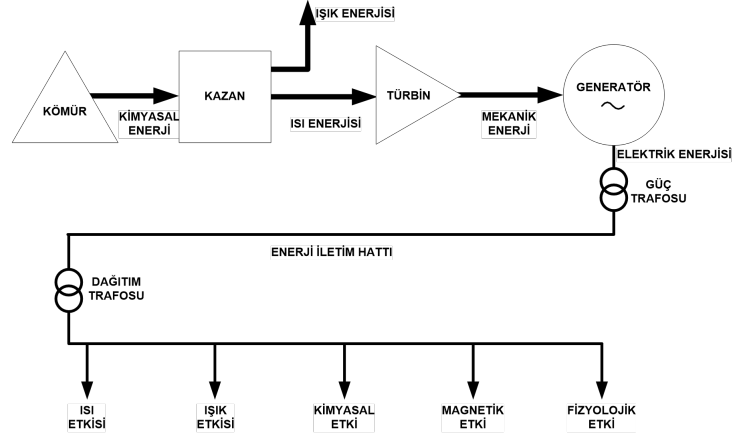 IŞIK ENERJİSİ
KÖMÜR
KİMYASAL
ENERJİ
KAZAN
ISI ENERJİSİ
TÜRBİN
MEKANİK
ENERJİ
GENERATÖR
ELEKTRİK ENERJİSİ
GÜÇ
TRAFOSU
ENERJİ İLETİM HATTI
DAĞITIM
TRAFOSU
ISI
ETKİSİ
IŞIK
ETKİSİ
KİMYASAL
ETKİ
MAGNETİK
ETKİ
FİZYOLOJİK
ETKİ